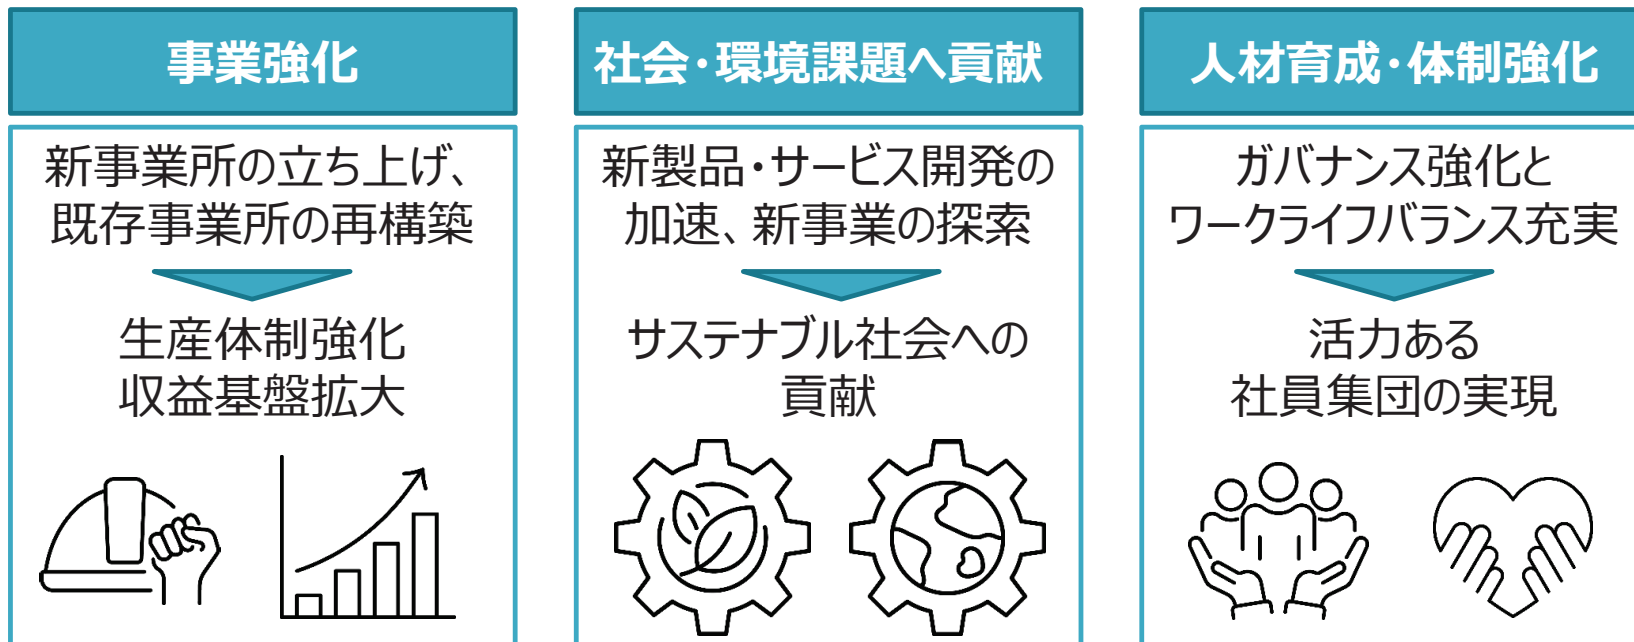 事業強化
新事業所の立ち上げ、
既存事業所の再構築
生産体制強化
収益基盤拡大
社会・環境課題へ貢献
新製品・サービス開発の
加速、新事業の探索
サステナブル社会への
貢献
人材育成・体制強化
ガバナンス強化と
ワークライフバランス充実
活力ある
社員集団の実現